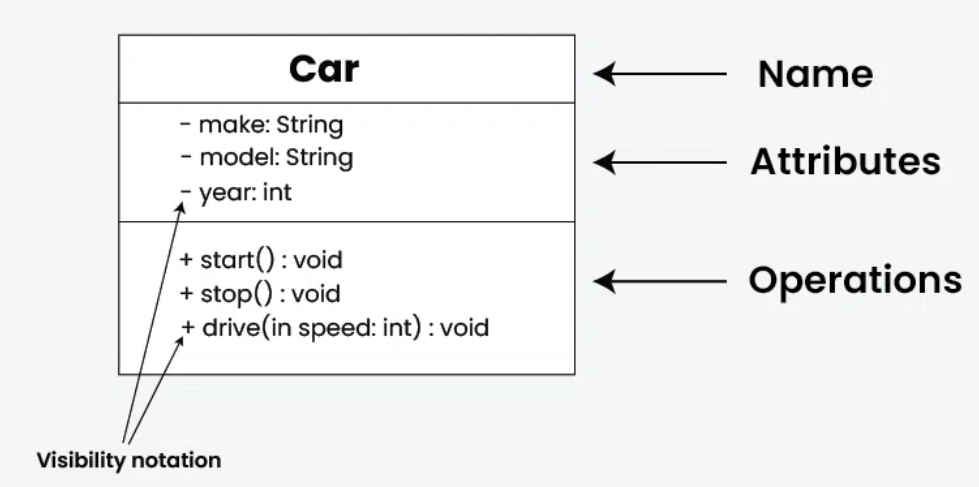 Car
Name
- make: String
- model: String
- year: int
Attributes
+ start() : void
+ stop() : void
+ drive(in speed: int) : void
Operations
Visibility notation